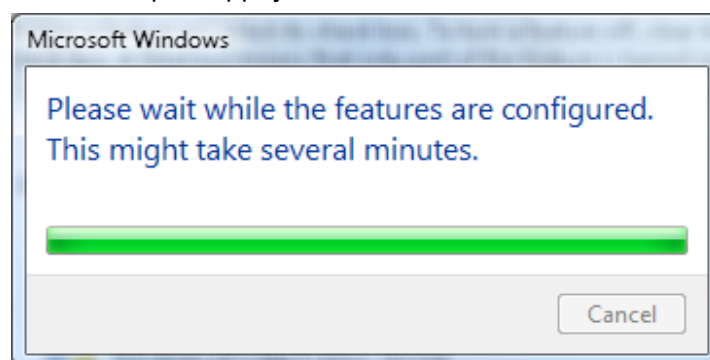 Microsoft Windows
Please wait while the features are configured.
This might take several minutes.
Cancel